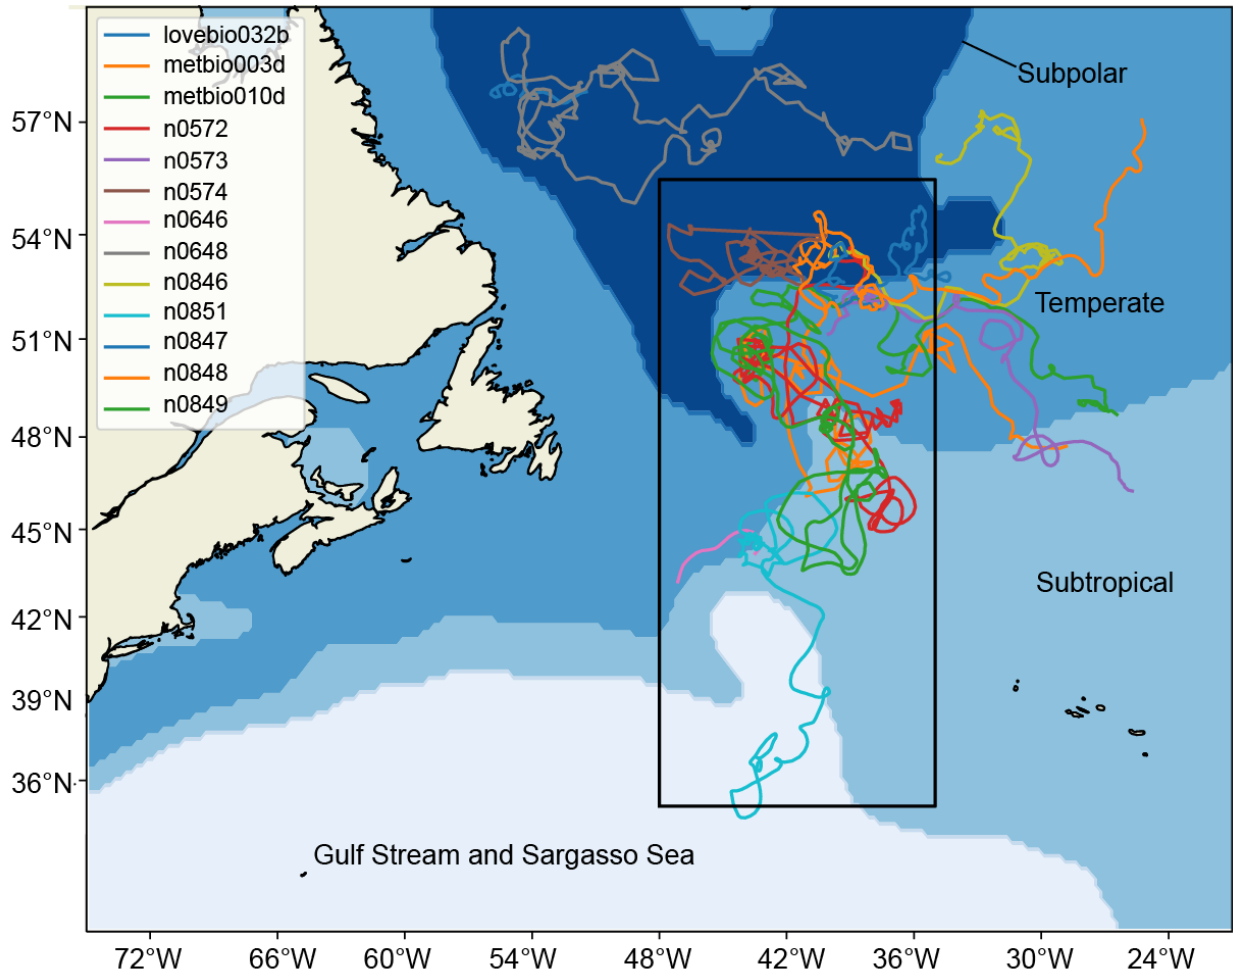 lovebio032b
metbio003d
metbio010d
n0572
n0573
n0574
n0646
n0648
n0846
n0851
n0847
n0848
n0849
Subpolar
Temperate
Subtropical
Gulf Stream and Sargasso Sea
57°N
54°N
51°N
48°N
45°N
42°N
39°N
36°N
72°W 66°W 60°W 54°W 48°W 42°W 36°W 30°W 24°W